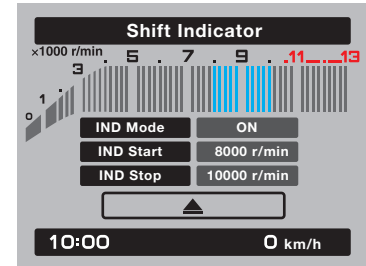 Shift Indicator
×1000 r/min
0 1 3 . 5 . 7 . 9 . 11 . 13
IND Mode ON
IND Start 8000 r/min
IND Stop 10000 r/min
10:00 0 km/h